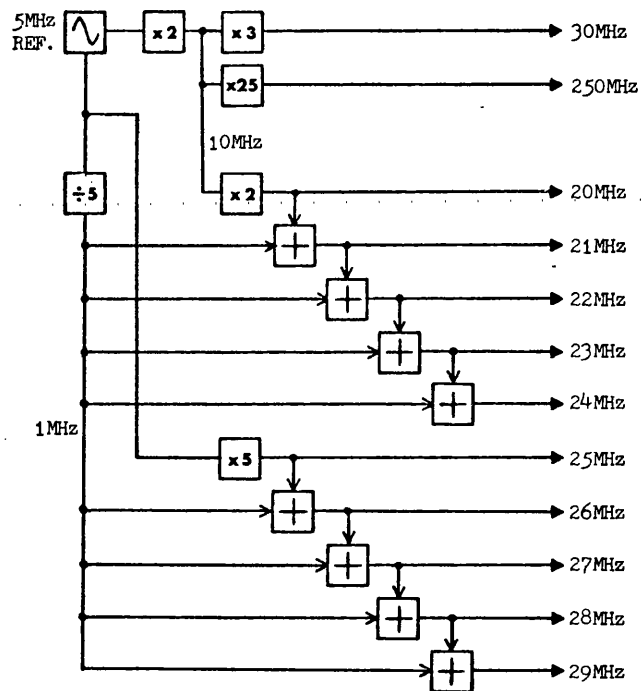 5MHz
REF.
×2
×3
30MHz
×25
250MHz
10MHz
÷5
×2
20MHz
+
21MHz
+
22MHz
+
23MHz
+
24MHz
1MHz
×5
25MHz
+
26MHz
+
27MHz
+
28MHz
+
29MHz